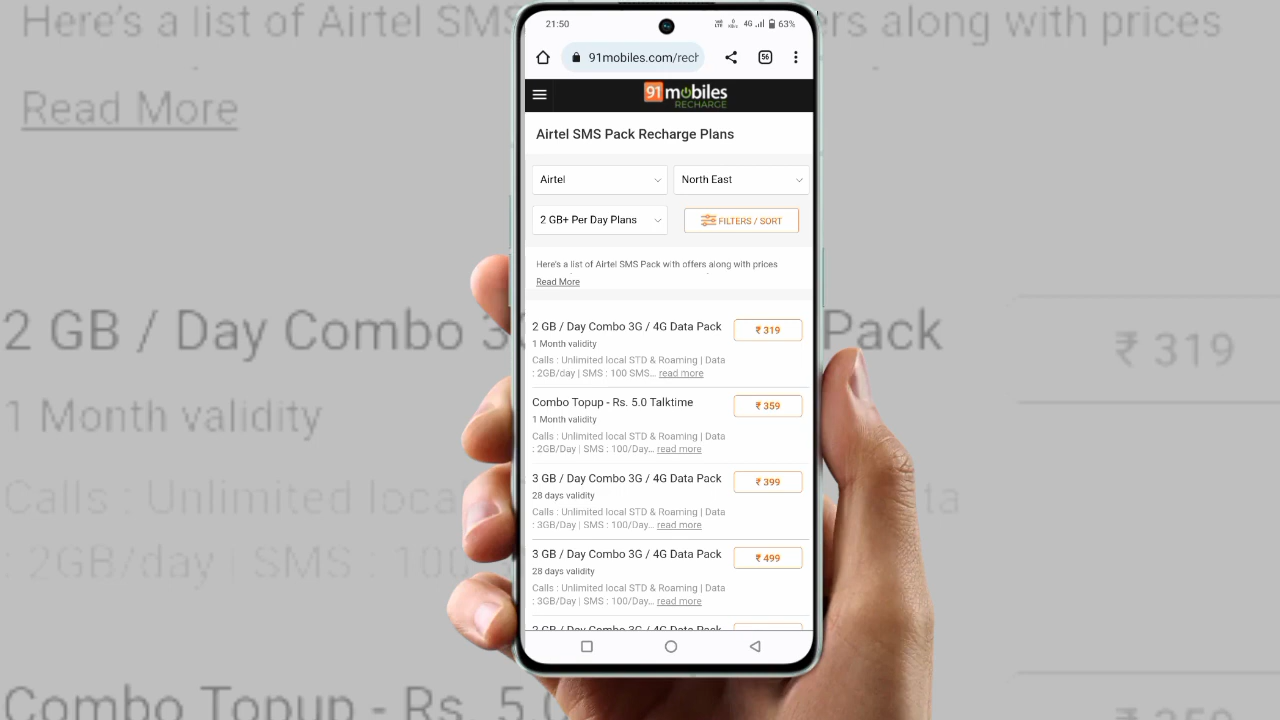 Here's a list of Airtel SMS
ers along with prices
Read More
2 GB / Day Combo 3G
Pack
₹ 319
1 Month validity
Calls : Unlimited loca
ta
: 2GB/day | SMS : 100
Combo Topup - Rs. 5.0
₹ 359
21:50
4G
63%
91mobiles.com/rech
56
91mobiles
RECHARGE
Airtel SMS Pack Recharge Plans
Airtel
North East
2 GB+ Per Day Plans
FILTERS / SORT
Here's a list of Airtel SMS Pack with offers along with prices
Read More
2 GB / Day Combo 3G / 4G Data Pack
₹ 319
1 Month validity
Calls : Unlimited local STD & Roaming | Data
: 2GB/day | SMS : 100 SMS... read more
Combo Topup - Rs. 5.0 Talktime
₹ 359
1 Month validity
Calls : Unlimited local STD & Roaming | Data
: 2GB/Day | SMS : 100/Day... read more
3 GB / Day Combo 3G / 4G Data Pack
₹ 399
28 days validity
Calls : Unlimited local STD & Roaming | Data
: 3GB/Day | SMS : 100/Day... read more
3 GB / Day Combo 3G / 4G Data Pack
₹ 499
28 days validity
Calls : Unlimited local STD & Roaming | Data
: 3GB/Day | SMS : 100/Day... read more